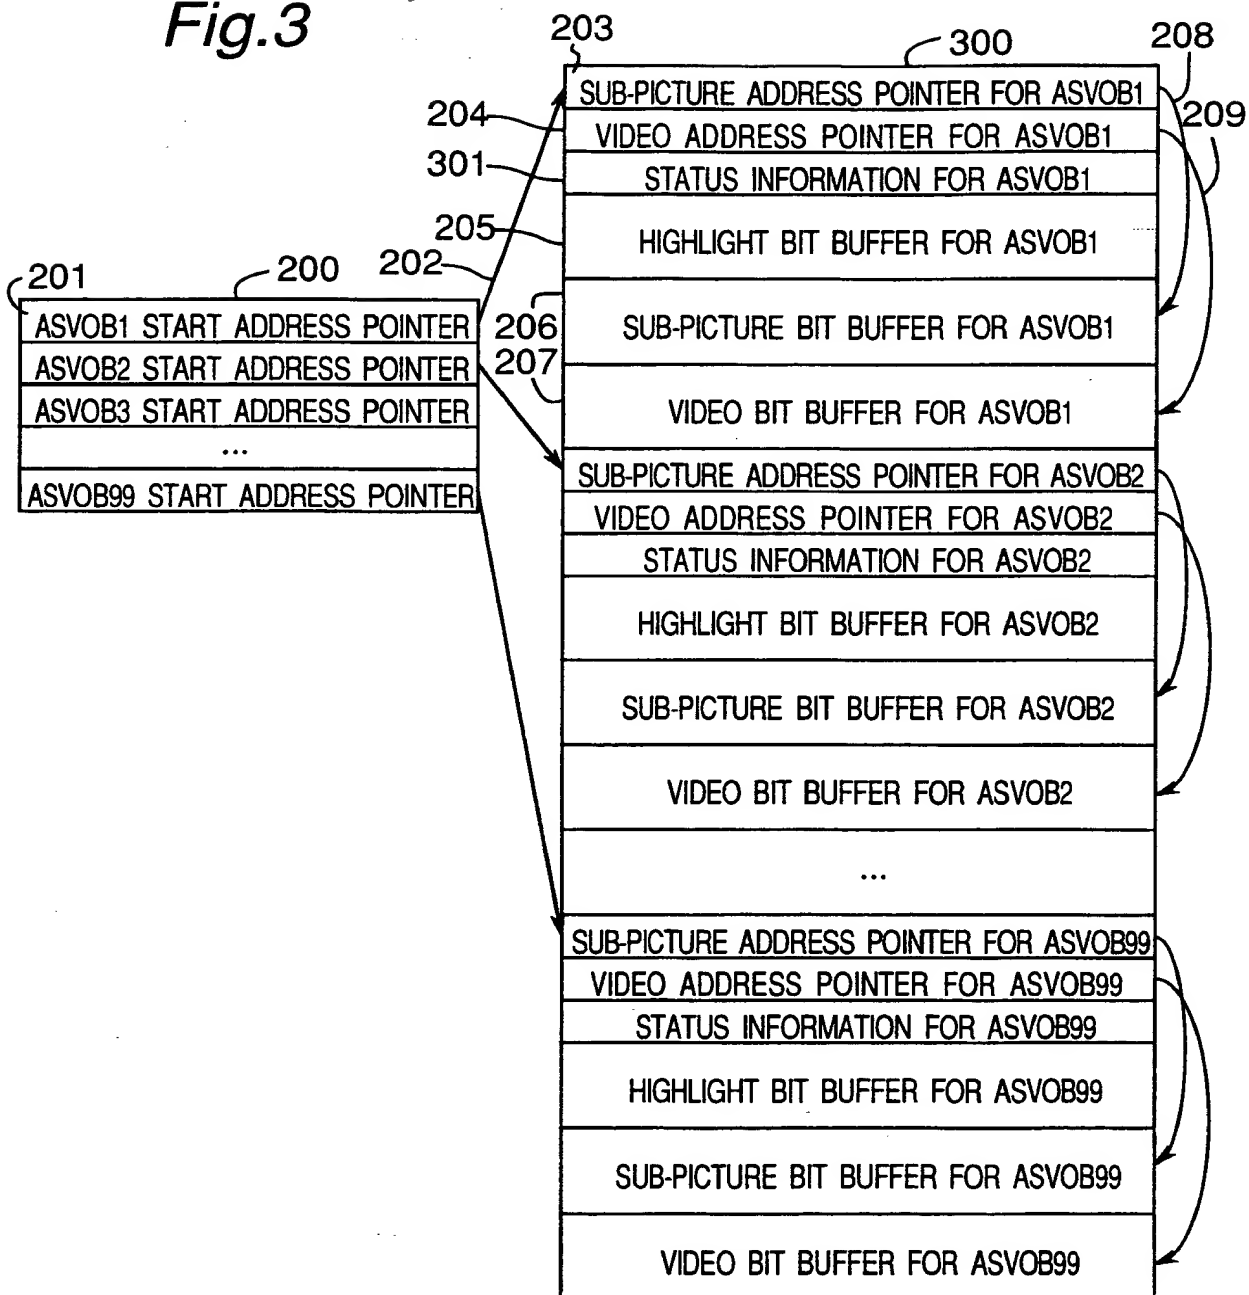 Fig.3
203
300
208
SUB-PICTURE ADDRESS POINTER FOR ASVOB1
204
VIDEO ADDRESS POINTER FOR ASVOB1
209
301
STATUS INFORMATION FOR ASVOB1
205
HIGHLIGHT BIT BUFFER FOR ASVOB1
202
206
SUB-PICTURE BIT BUFFER FOR ASVOB1
207
VIDEO BIT BUFFER FOR ASVOB1
201
200
ASVOB1 START ADDRESS POINTER
ASVOB2 START ADDRESS POINTER
ASVOB3 START ADDRESS POINTER
...
ASVOB99 START ADDRESS POINTER
SUB-PICTURE ADDRESS POINTER FOR ASVOB2
VIDEO ADDRESS POINTER FOR ASVOB2
STATUS INFORMATION FOR ASVOB2
HIGHLIGHT BIT BUFFER FOR ASVOB2
SUB-PICTURE BIT BUFFER FOR ASVOB2
VIDEO BIT BUFFER FOR ASVOB2
...
SUB-PICTURE ADDRESS POINTER FOR ASVOB99
VIDEO ADDRESS POINTER FOR ASVOB99
STATUS INFORMATION FOR ASVOB99
HIGHLIGHT BIT BUFFER FOR ASVOB99
SUB-PICTURE BIT BUFFER FOR ASVOB99
VIDEO BIT BUFFER FOR ASVOB99